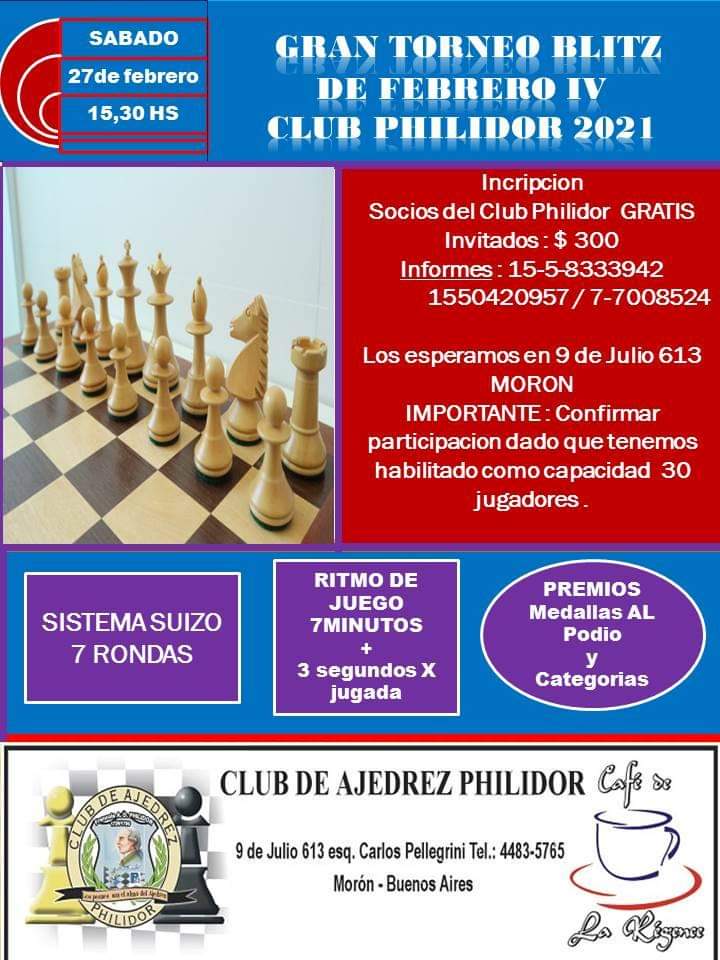 SABADO
27de febrero
15,30 HS
GRAN TORNEO BLITZ
DE FEBRERO IV
CLUB PHILIDOR 2021
Incripcion
Socios del Club Philidor GRATIS
Invitados : $ 300
Informes : 15-5-8333942
1550420957 / 7-7008524
Los esperamos en 9 de Julio 613
MORON
IMPORTANTE : Confirmar
participacion dado que tenemos
habilitado como capacidad 30
jugadores .
SISTEMA SUIZO
7 RONDAS
RITMO DE
JUEGO
7MINUTOS
+
3 segundos X
jugada
PREMIOS
Medallas AL
Podio
y
Categorias
CLUB DE AJEDREZ
PHILIDOR
CLUB DE AJEDREZ PHILIDOR
9 de Julio 613 esq. Carlos Pellegrini Tel.: 4483-5765
Morón - Buenos Aires
Café de
La Régence